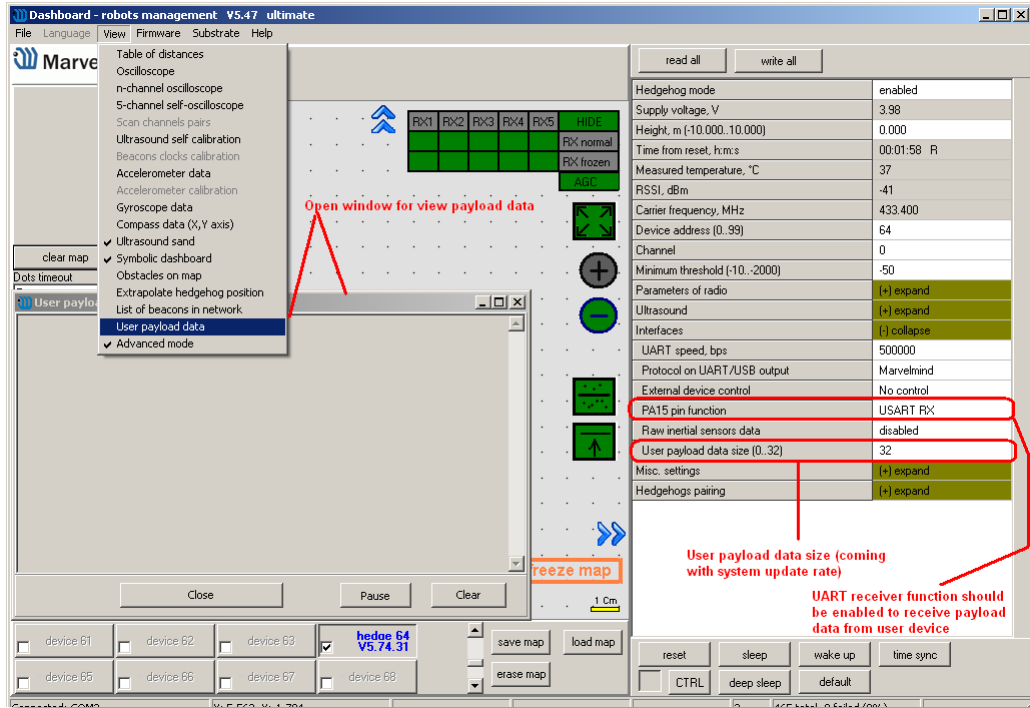 Dashboard - robots management V5.47 ultimate
File Language View Firmware Substrate Help
Marve
Table of distances
Oscilloscope
n-channel oscilloscope
5-channel self-oscilloscope
Scan channels pairs
Ultrasound self calibration
Beacons clocks calibration
Accelerometer data
Accelerometer calibration
Gyroscope data
Compass data (X,Y axis)
Ultrasound sand
Symbolic dashboard
Obstacles on map
Extrapolate hedgehog position
List of beacons in network
User payload data
Advanced mode
clear map
Dots timeout
RX1 RX2 RX3 RX4 RX5 HIDE
RX normal
RX frozen
AGC
Open window for view payload data
User paylo
Close Pause Clear
freeze map
1 Cm
device 61 device 62 device 63 hedge 64 V5.74.31
device 65 device 66 device 67 device 68
save map load map
erase map
read all write all
Hedgehog mode enabled
Supply voltage, V 3.98
Height, m (-10.000..10.000) 0.000
Time from reset, h:m:s 00:01:58 R
Measured temperature, °C 37
RSSI, dBm -41
Carrier frequency, MHz 433.400
Device address (0..99) 64
Channel 0
Minimum threshold (-10..-2000) -50
Parameters of radio (+) expand
Ultrasound (+) expand
Interfaces (-) collapse
UART speed, bps 500000
Protocol on UART/USB output Marvelmind
External device control No control
PA15 pin function USART RX
Raw inertial sensors data disabled
User payload data size (0..32) 32
Misc. settings (+) expand
Hedgehogs pairing (+) expand
User payload data size (coming
with system update rate)
UART receiver function should
be enabled to receive payload
data from user device
reset sleep wake up time sync
CTRL deep sleep default